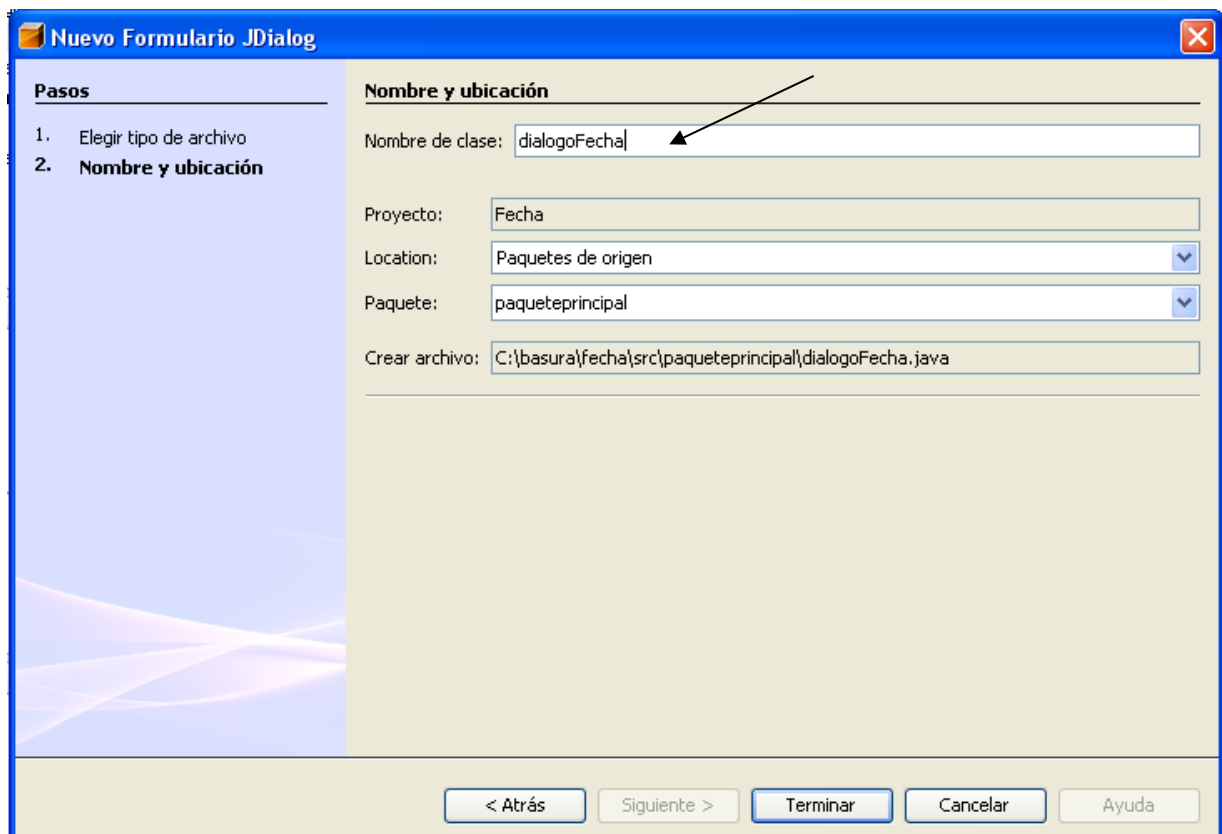 Nuevo Formulario JDialog
Pasos
1. Elegir tipo de archivo
2. Nombre y ubicación
Nombre y ubicación
Nombre de clase: dialogoFecha
Proyecto: Fecha
Location: Paquetes de origen
Paquete: paqueteprincipal
Crear archivo: C:\basura\fecha\src\paqueteprincipal\dialogoFecha.java
< Atrás Siguiente > Terminar Cancelar Ayuda